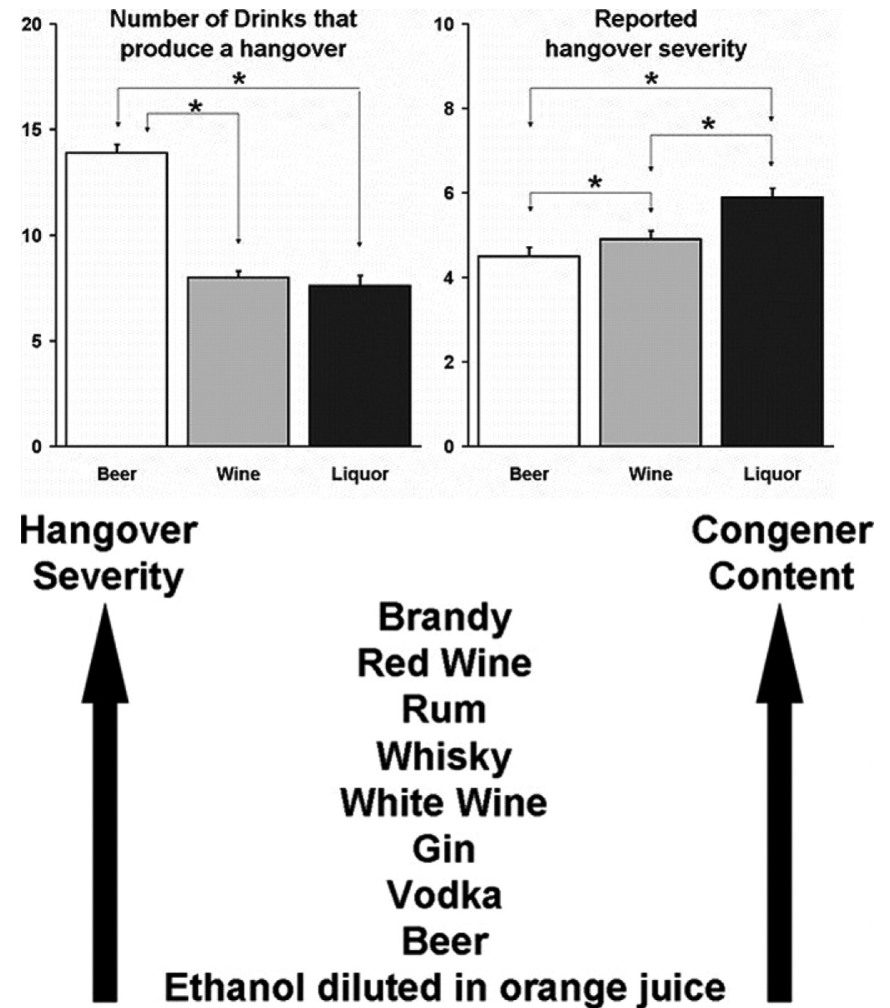 Number of Drinks that
produce a hangover
20
15
10
5
0
*
*
Beer
Wine
Liquor
Reported
hangover severity
10
8
6
4
2
0
*
*
*
Beer
Wine
Liquor
Hangover
Severity
Congener
Content
Brandy
Red Wine
Rum
Whisky
White Wine
Gin
Vodka
Beer
Ethanol diluted in orange juice